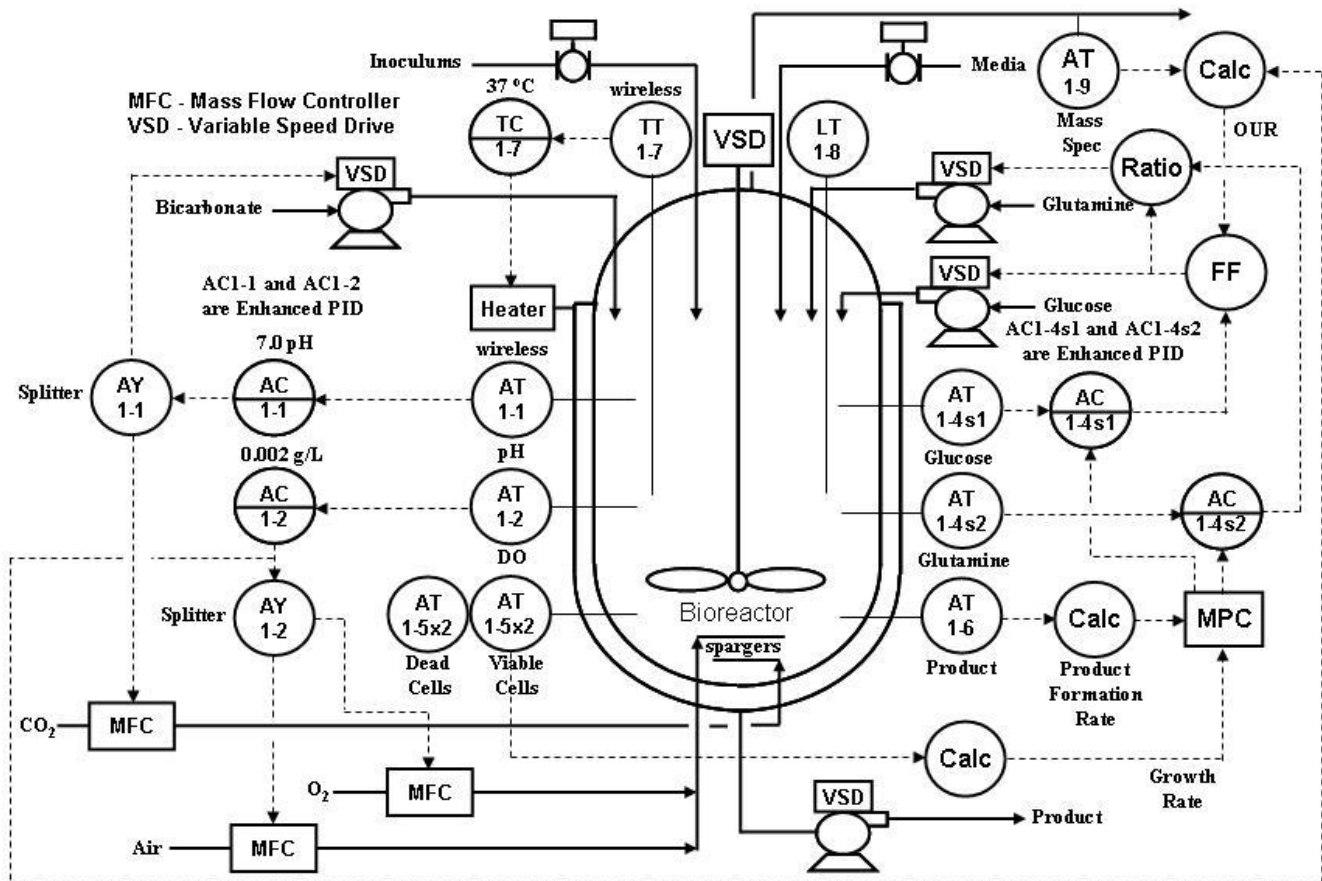 Inoculums
Media
AT
1-9
Mass
Spec
Calc
OUR
MFC - Mass Flow Controller
VSD - Variable Speed Drive
37 ºC
TC
1-7
wireless
TT
1-7
VSD
LT
1-8
VSD
Bicarbonate
VSD
Glutamine
Ratio
AC1-1 and AC1-2
are Enhanced PID
Heater
VSD
Glucose
FF
AC1-4s1 and AC1-4s2
are Enhanced PID
7.0 pH
Splitter
AY
1-1
AC
1-1
wireless
AT
1-1
pH
AT
1-4s1
Glucose
AC
1-4s1
0.002 g/L
AC
1-2
AT
1-2
DO
AT
1-4s2
Glutamine
AC
1-4s2
Splitter
AY
1-2
AT
1-5x2
Dead
Cells
AT
1-5x2
Viable
Cells
Bioreactor
spargers
AT
1-6
Product
Calc
Product
Formation
Rate
MPC
CO₂
MFC
Calc
Growth
Rate
O₂
MFC
VSD
Product
Air
MFC